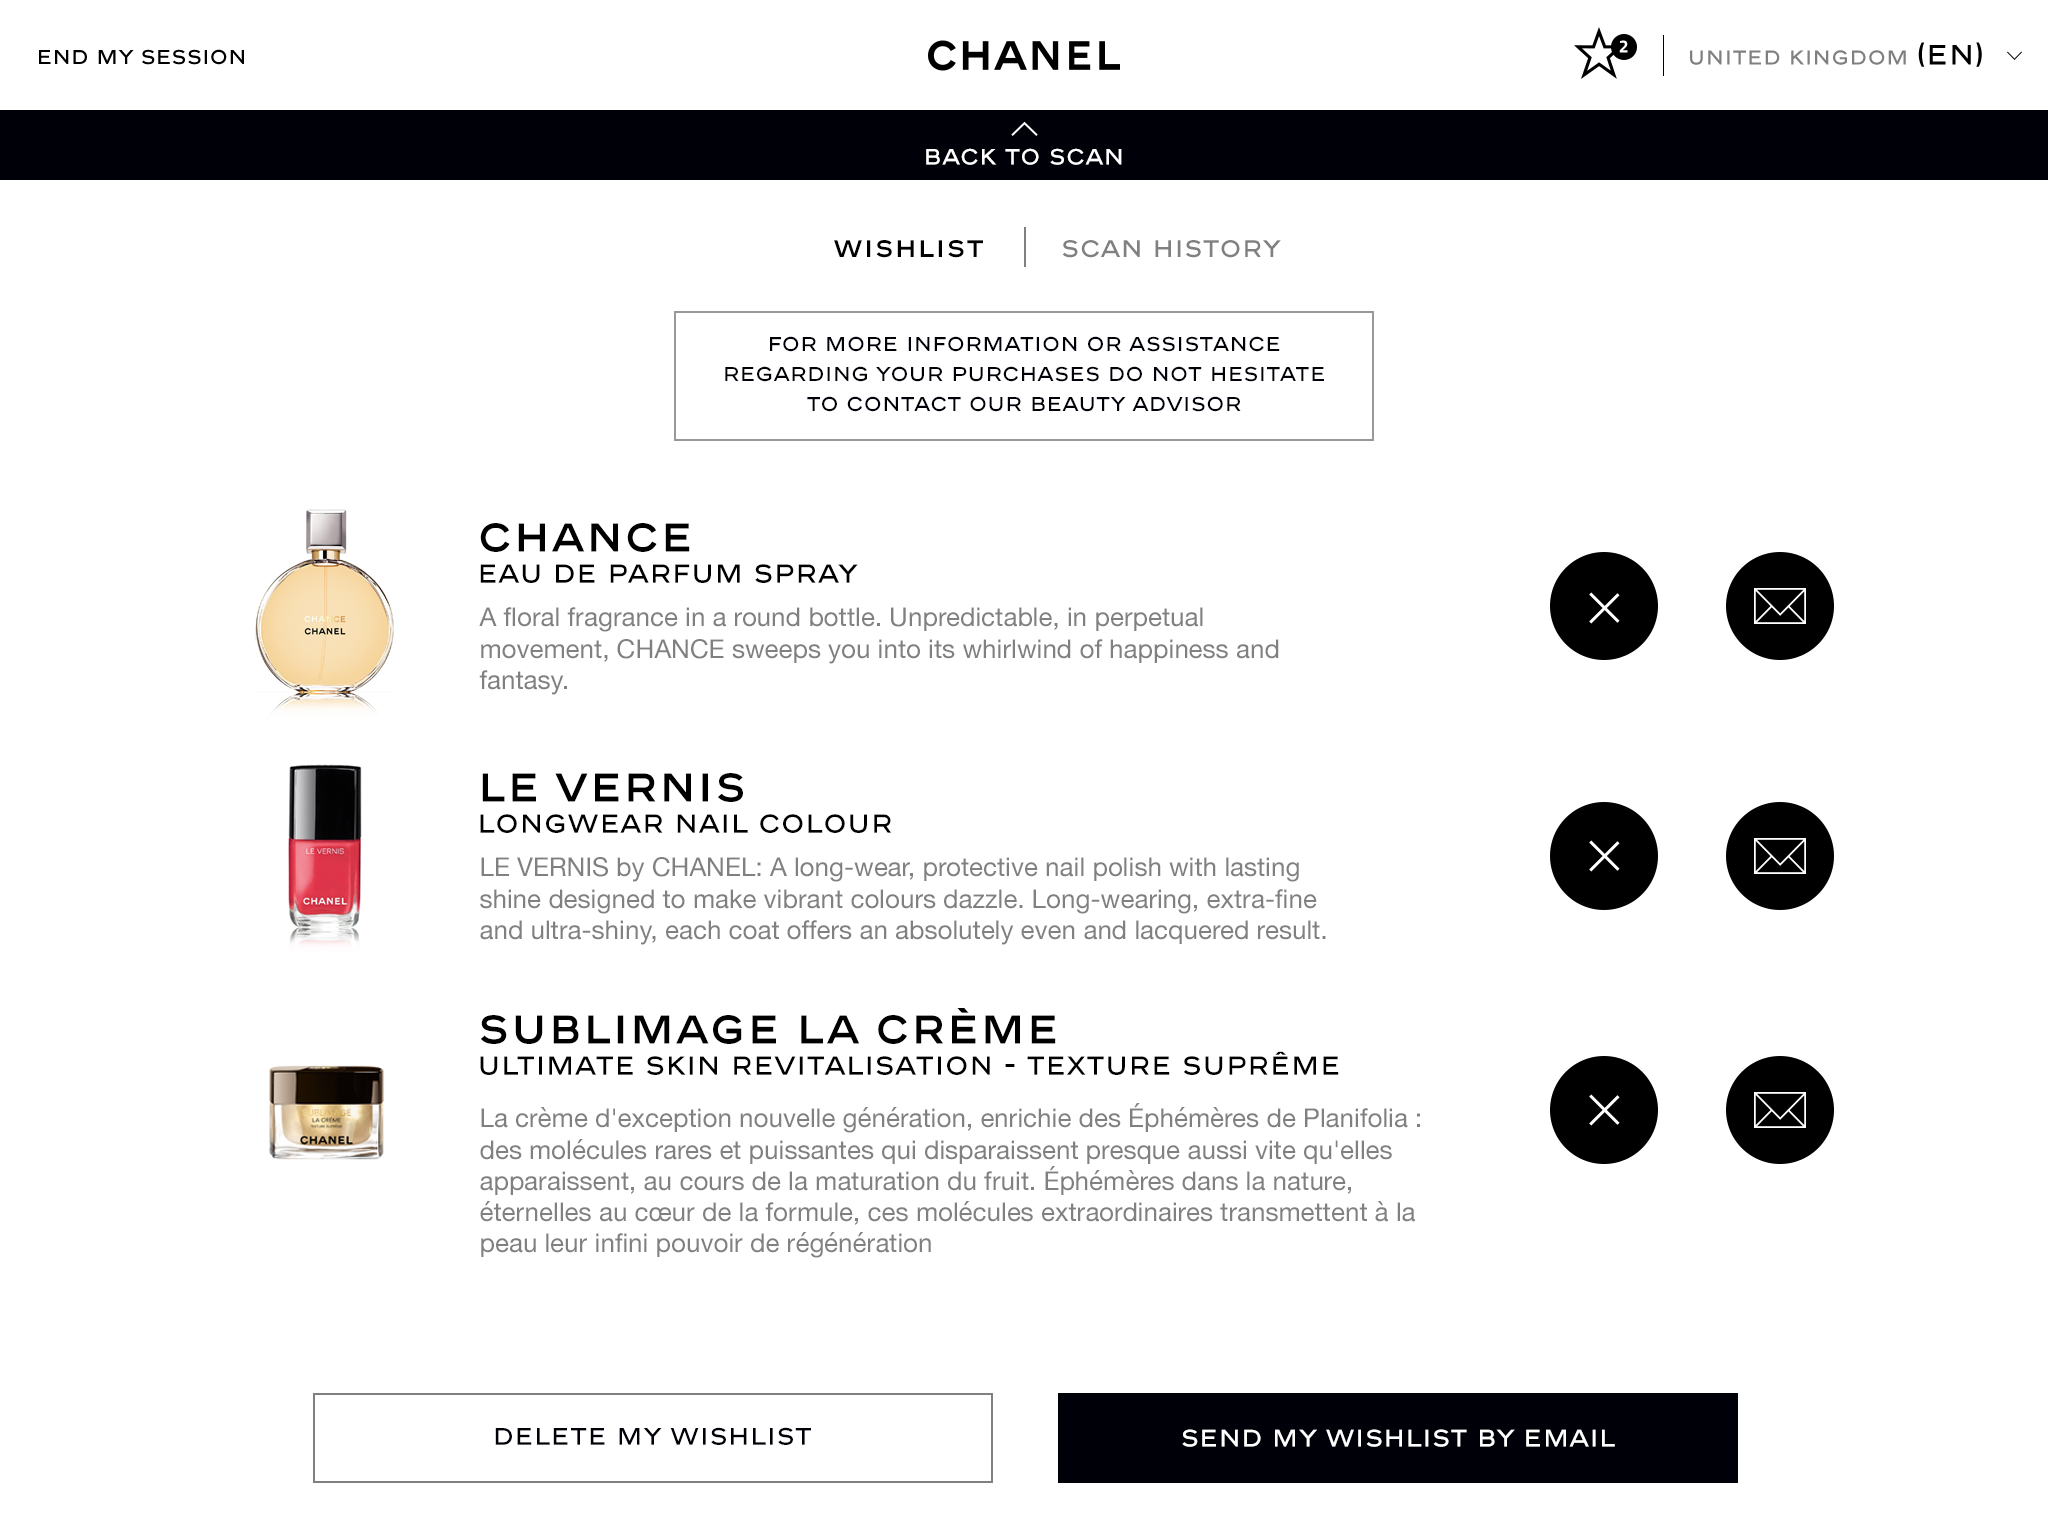 END MY SESSION
CHANEL
2
UNITED KINGDOM (EN)
BACK TO SCAN
WISHLIST
SCAN HISTORY
FOR MORE INFORMATION OR ASSISTANCE
REGARDING YOUR PURCHASES DO NOT HESITATE
TO CONTACT OUR BEAUTY ADVISOR
CHANCE
CHANEL
CHANCE
EAU DE PARFUM SPRAY
A floral fragrance in a round bottle. Unpredictable, in perpetual
movement, CHANCE sweeps you into its whirlwind of happiness and
fantasy.
LE VERNIS
CHANEL
LE VERNIS
LONGWEAR NAIL COLOUR
LE VERNIS by CHANEL: A long-wear, protective nail polish with lasting
shine designed to make vibrant colours dazzle. Long-wearing, extra-fine
and ultra-shiny, each coat offers an absolutely even and lacquered result.
SUBLIMAGE
LA CRÈME
CHANEL
SUBLIMAGE LA CRÈME
ULTIMATE SKIN REVITALISATION - TEXTURE SUPRÊME
La crème d'exception nouvelle génération, enrichie des Éphémères de Planifolia :
des molécules rares et puissantes qui disparaissent presque aussi vite qu'elles
apparaissent, au cours de la maturation du fruit. Éphémères dans la nature,
éternelles au cœur de la formule, ces molécules extraordinaires transmettent à la
peau leur infini pouvoir de régénération
DELETE MY WISHLIST
SEND MY WISHLIST BY EMAIL